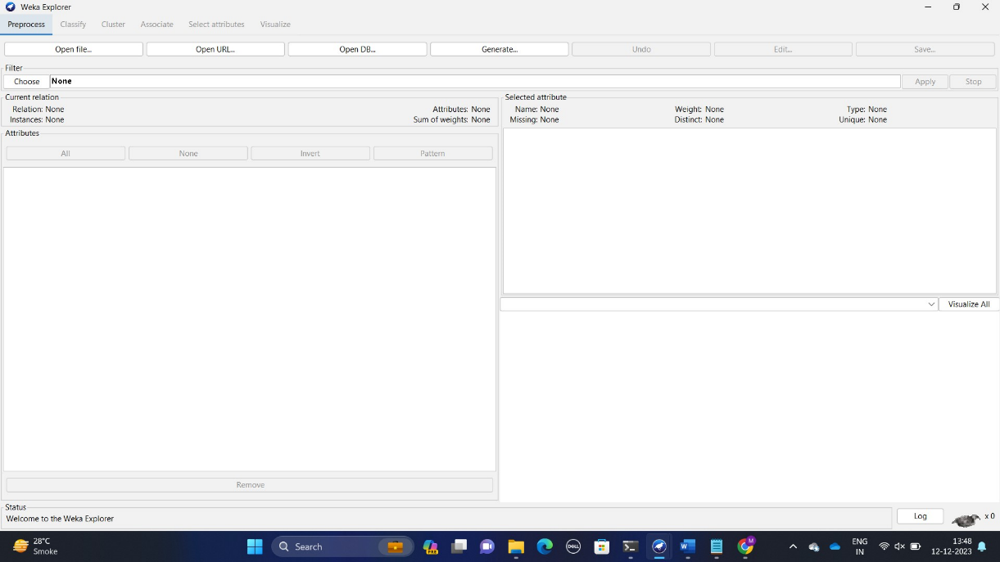 Weka Explorer
Preprocess Classify Cluster Associate Select attributes Visualize
Open file... Open URL... Open DB... Generate... Undo Edit... Save...
Filter
Choose None Apply Stop
Current relation
Relation: None Attributes: None
Instances: None Sum of weights: None
Selected attribute
Name: None Weight: None Type: None
Missing: None Distinct: None Unique: None
Attributes
All None Invert Pattern
Visualize All
Remove
Status
Welcome to the Weka Explorer
Log x 0
28°C
Smoke
Search
PRE
DELL
M
ENG
IN
13:48
12-12-2023